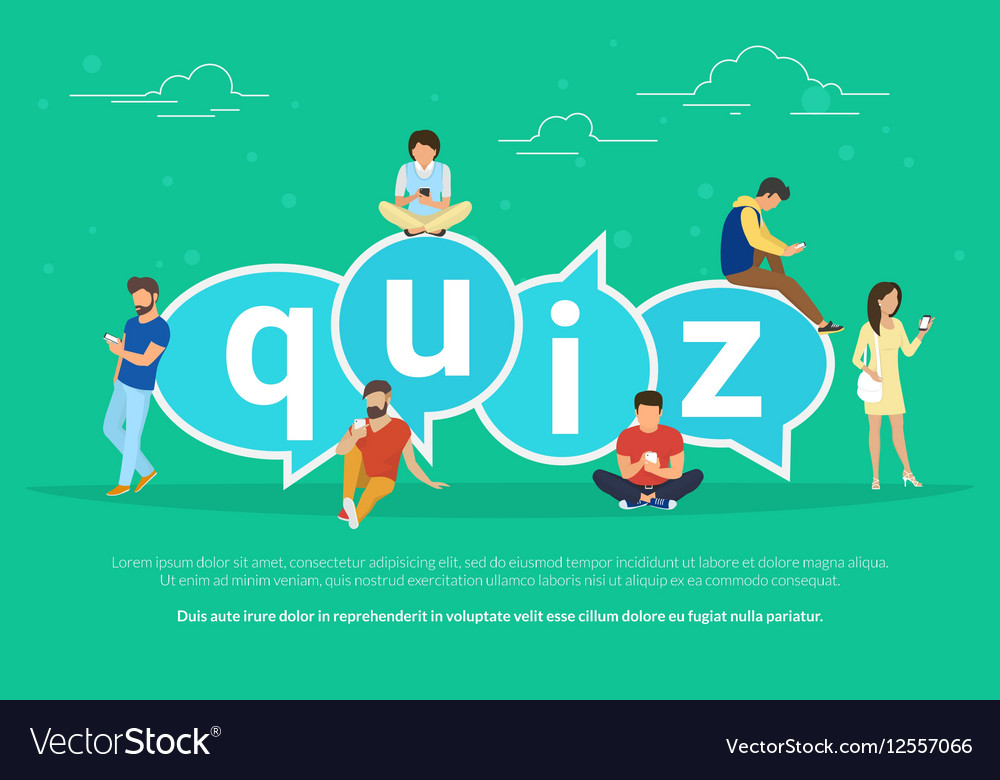 quiz
Lorem ipsum dolor sit amet, consectetur adipisicing elit, sed do eiusmod tempor incididunt ut labore et dolore magna aliqua.
Ut enim ad minim veniam, quis nostrud exercitation ullamco laboris nisi ut aliquip ex ea commodo consequat.
Duis aute irure dolor in reprehenderit in voluptate velit esse cillum dolore eu fugiat nulla pariatur.
VectorStock®
VectorStock.com/12557066